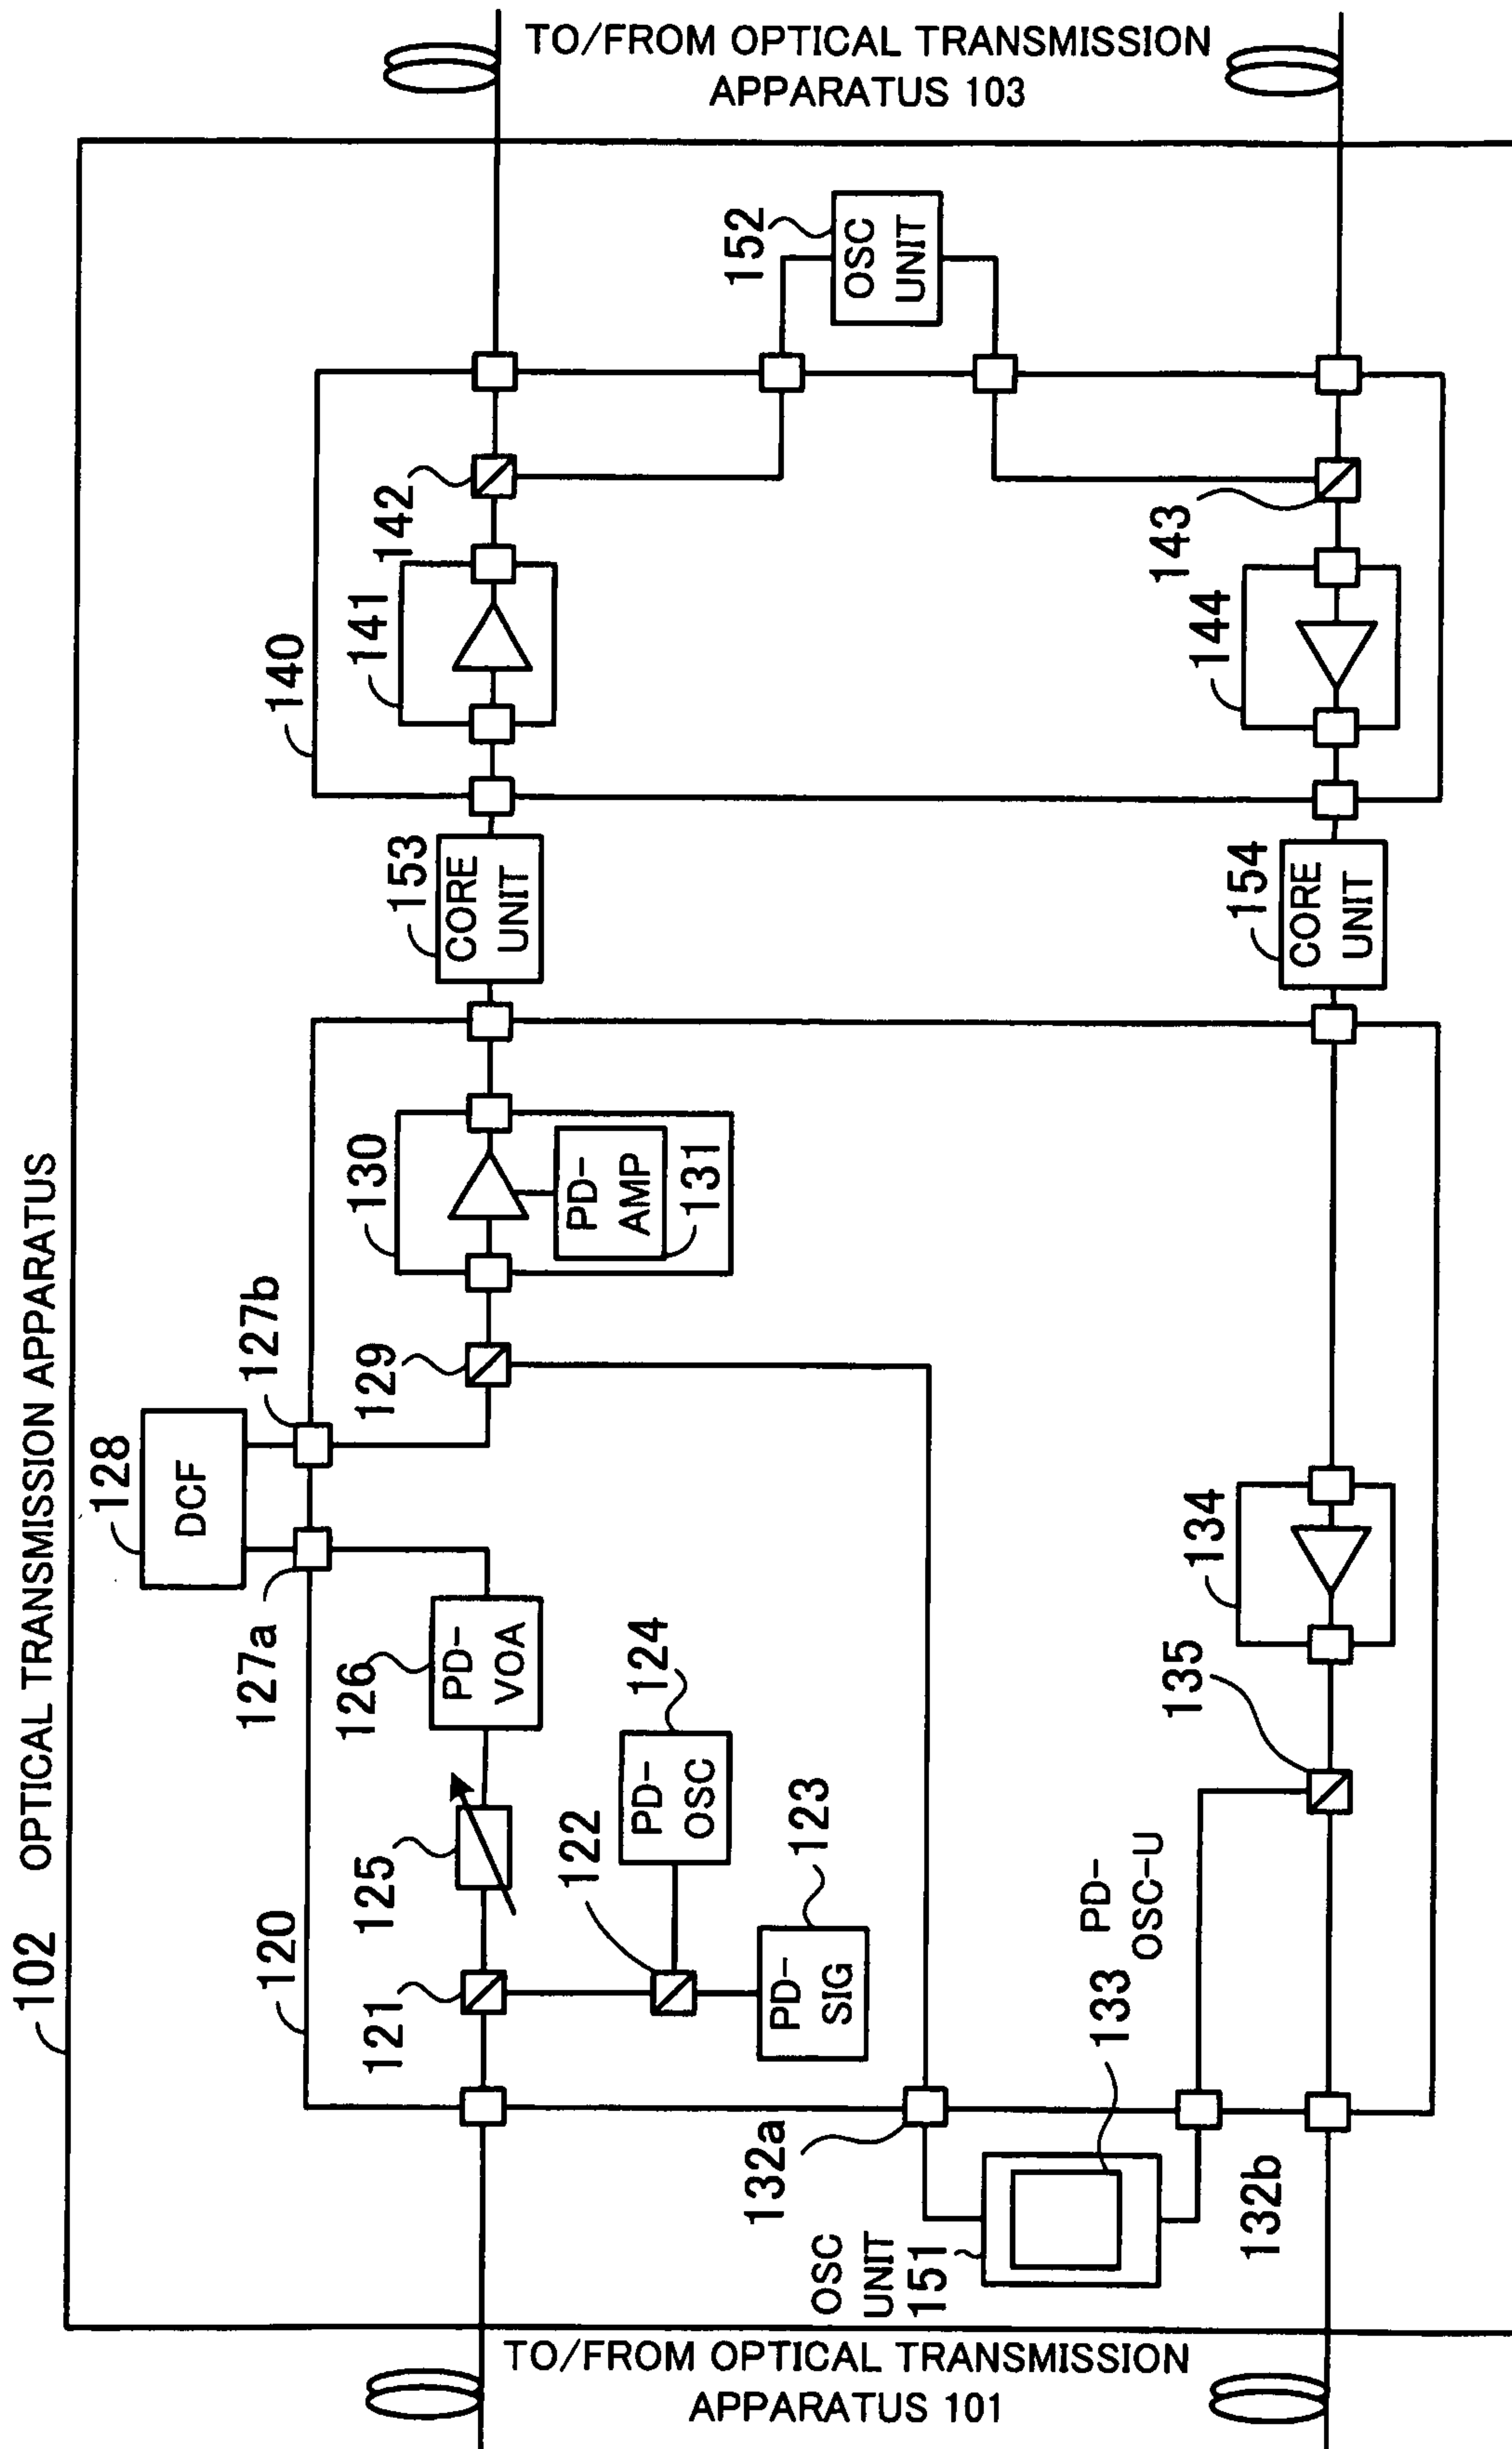 102 OPTICAL TRANSMISSION APPARATUS
TO/FROM OPTICAL TRANSMISSION
APPARATUS 101
TO/FROM OPTICAL TRANSMISSION
APPARATUS 103
128
DCF
127a
127b
120
121
125
126
PD-
VOA
122
124
PD-
OSC
123
PD-
SIG
129
130
PD-
AMP
131
153
CORE
UNIT
140
141
142
152
OSC
UNIT
132a
OSC
UNIT
151
133
PD-
OSC-U
132b
135
134
154
CORE
UNIT
144
143